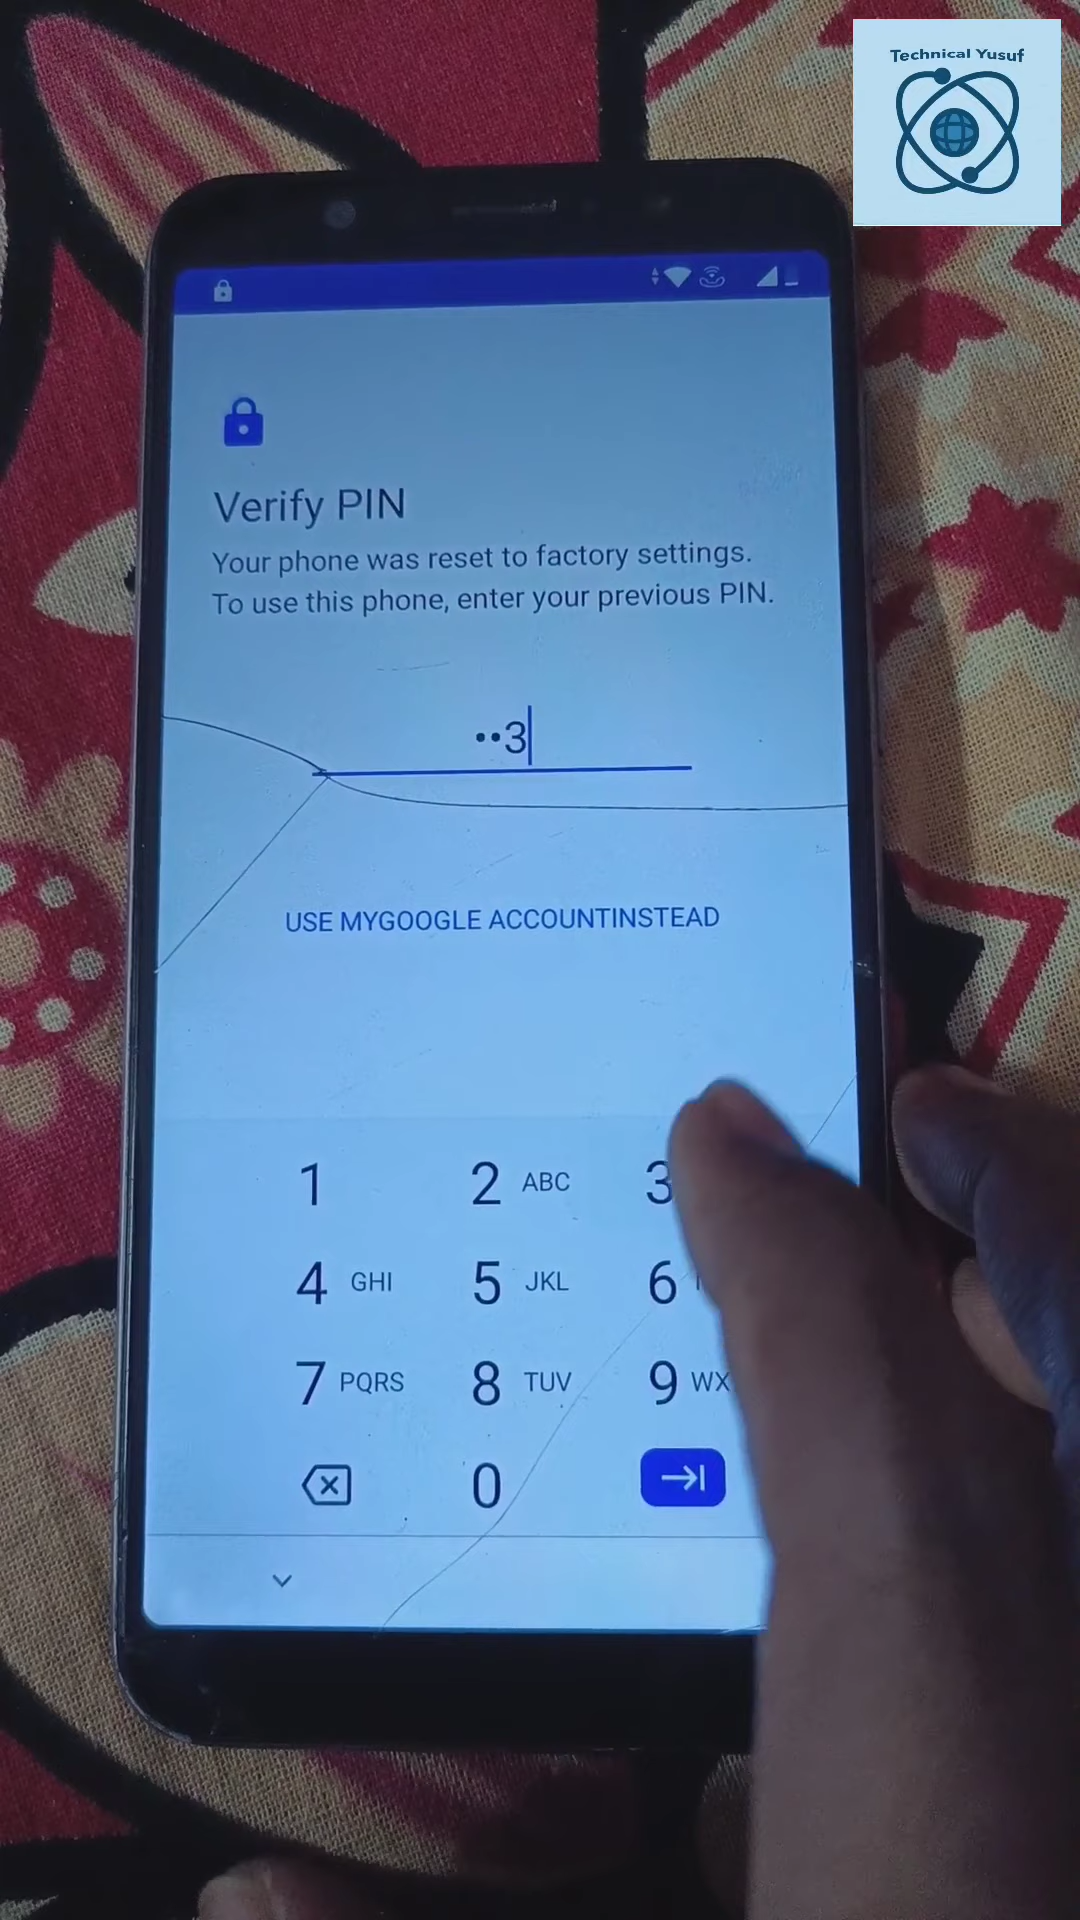 Technical Yusuf
Verify PIN
Your phone was reset to factory settings.
To use this phone, enter your previous PIN.
••3
USE MYGOOGLE ACCOUNTINSTEAD
1 2 ABC 3
4 GHI 5 JKL 6
7 PQRS 8 TUV 9 WX
0